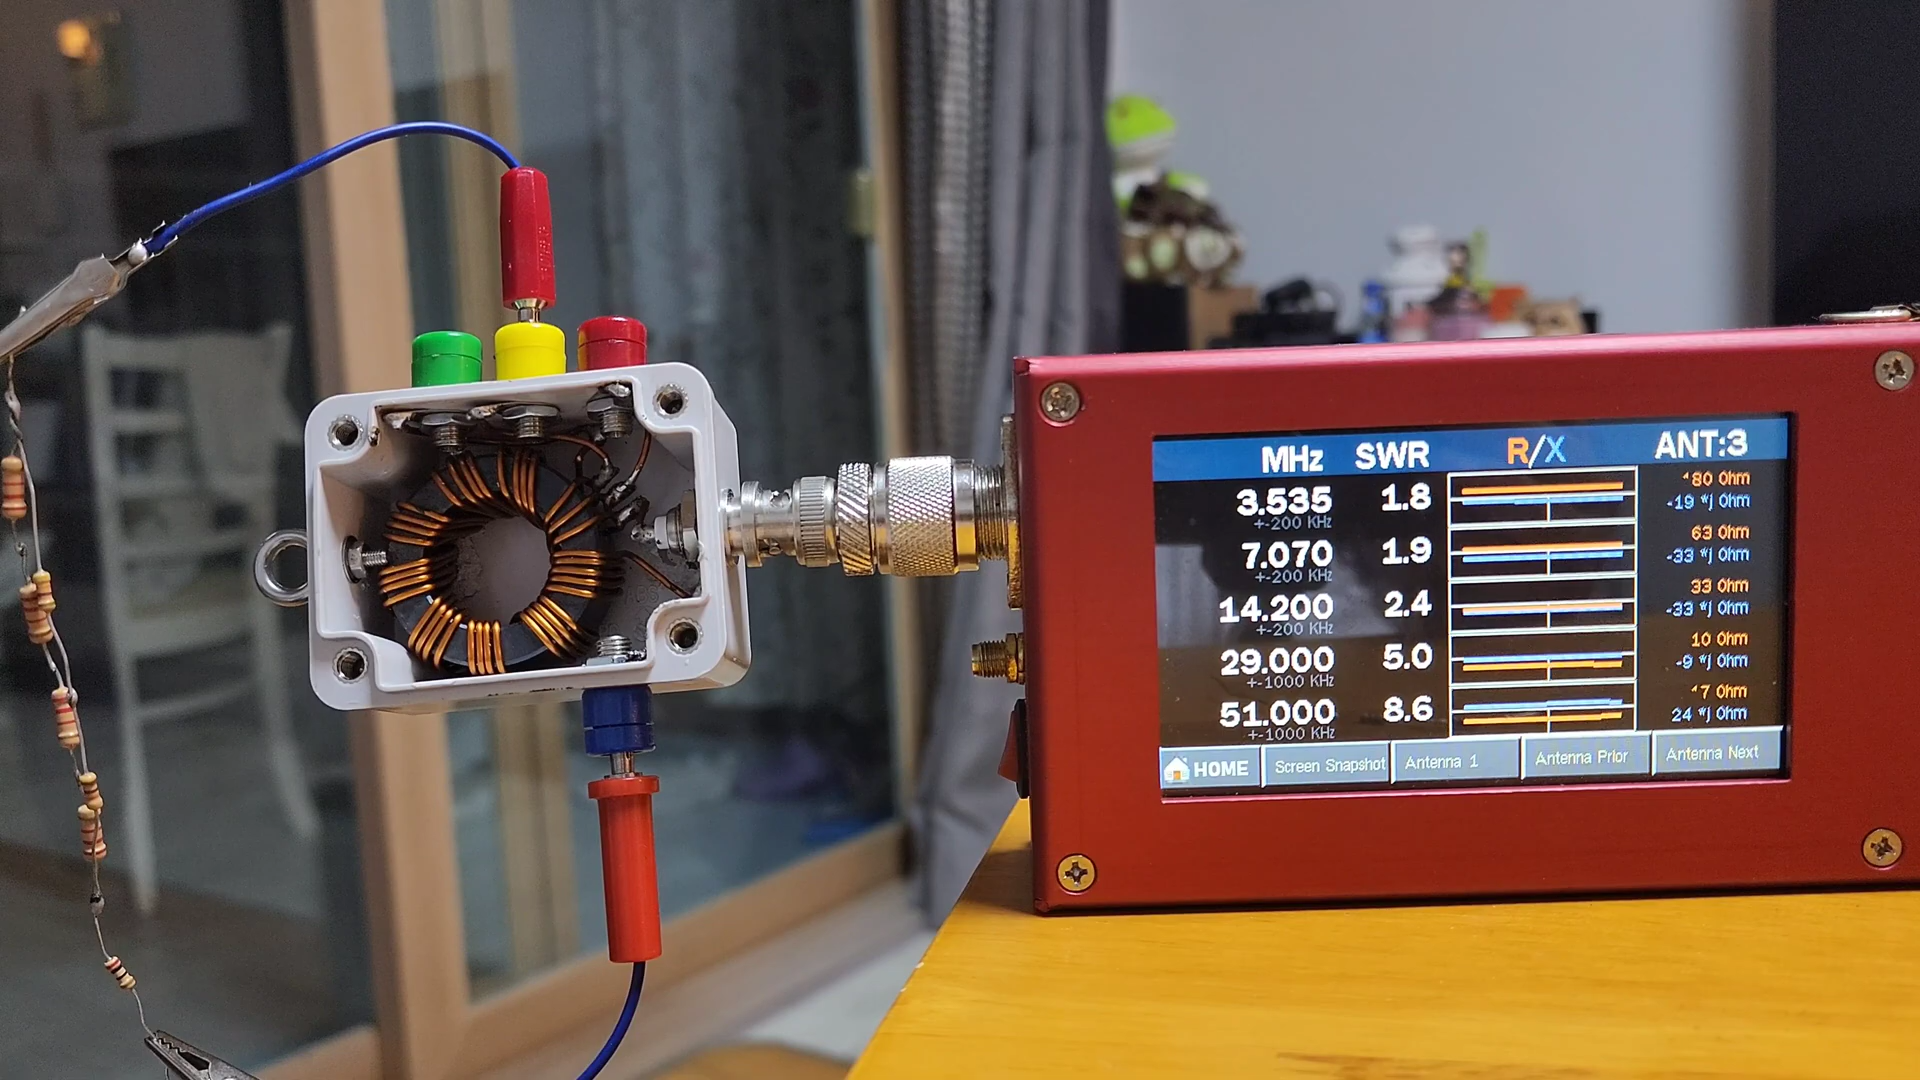 MHz SWR R/X ANT:3
3.535 1.8 *80 Ohm
+-200 KHz -19 *j Ohm
7.070 1.9 63 Ohm
+-200 KHz -33 *j Ohm
14.200 2.4 33 Ohm
+-200 KHz -33 *j Ohm
29.000 5.0 10 Ohm
+-1000 KHz -9 *j Ohm
51.000 8.6 *7 Ohm
+-1000 KHz 24 *j Ohm
HOME Screen Snapshot Antenna 1 Antenna Prior Antenna Next